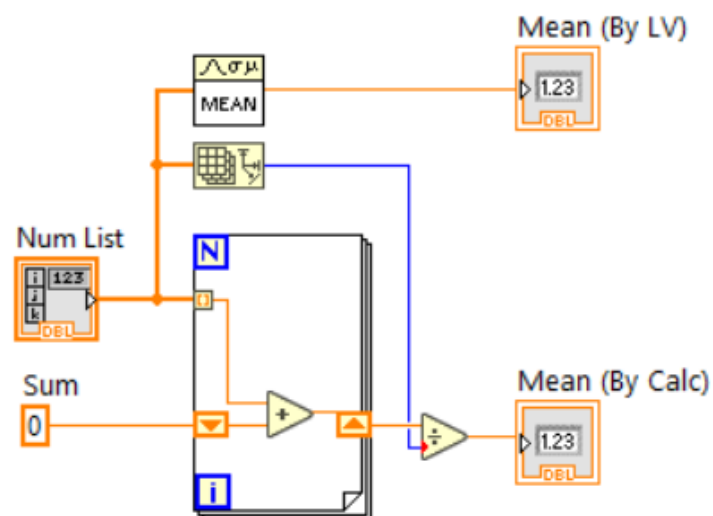 Mean (By LV)
σμ
MEAN
1.23
DBL
Num List
N
i
123
j
k
DBL
Sum
0
+
i
÷
Mean (By Calc)
1.23
DBL